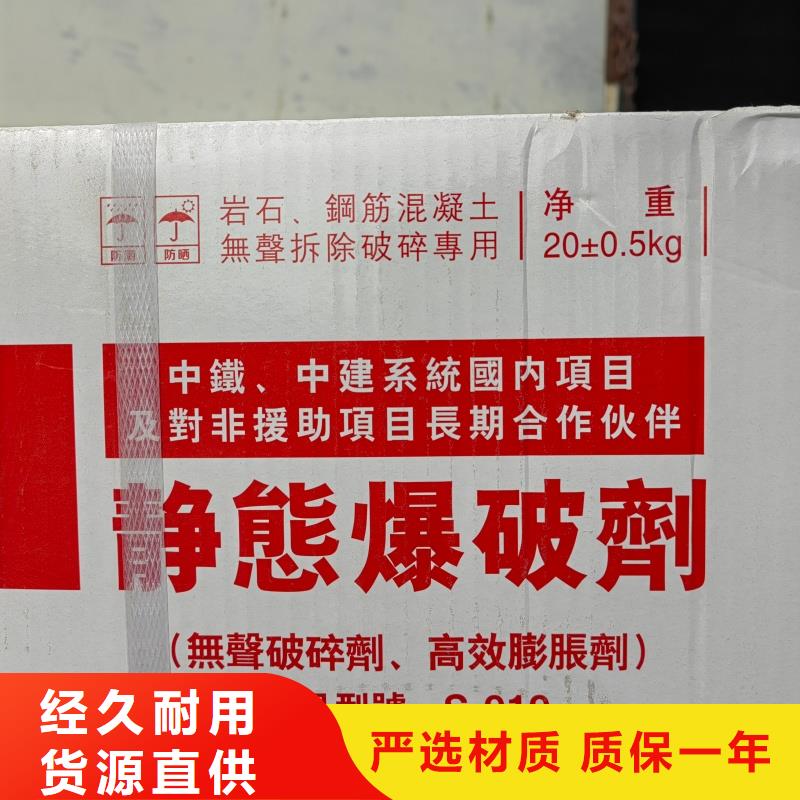 岩石、鋼筋混凝土
無聲拆除破碎專用
净 重
20±0.5kg
防潮
防晒
中鐵、中建系統國内項目
及對非援助項目長期合作伙伴
静態爆破劑
（無聲破碎劑、高效膨脹劑）
经久耐用
货源直供
严选材质 质保一年